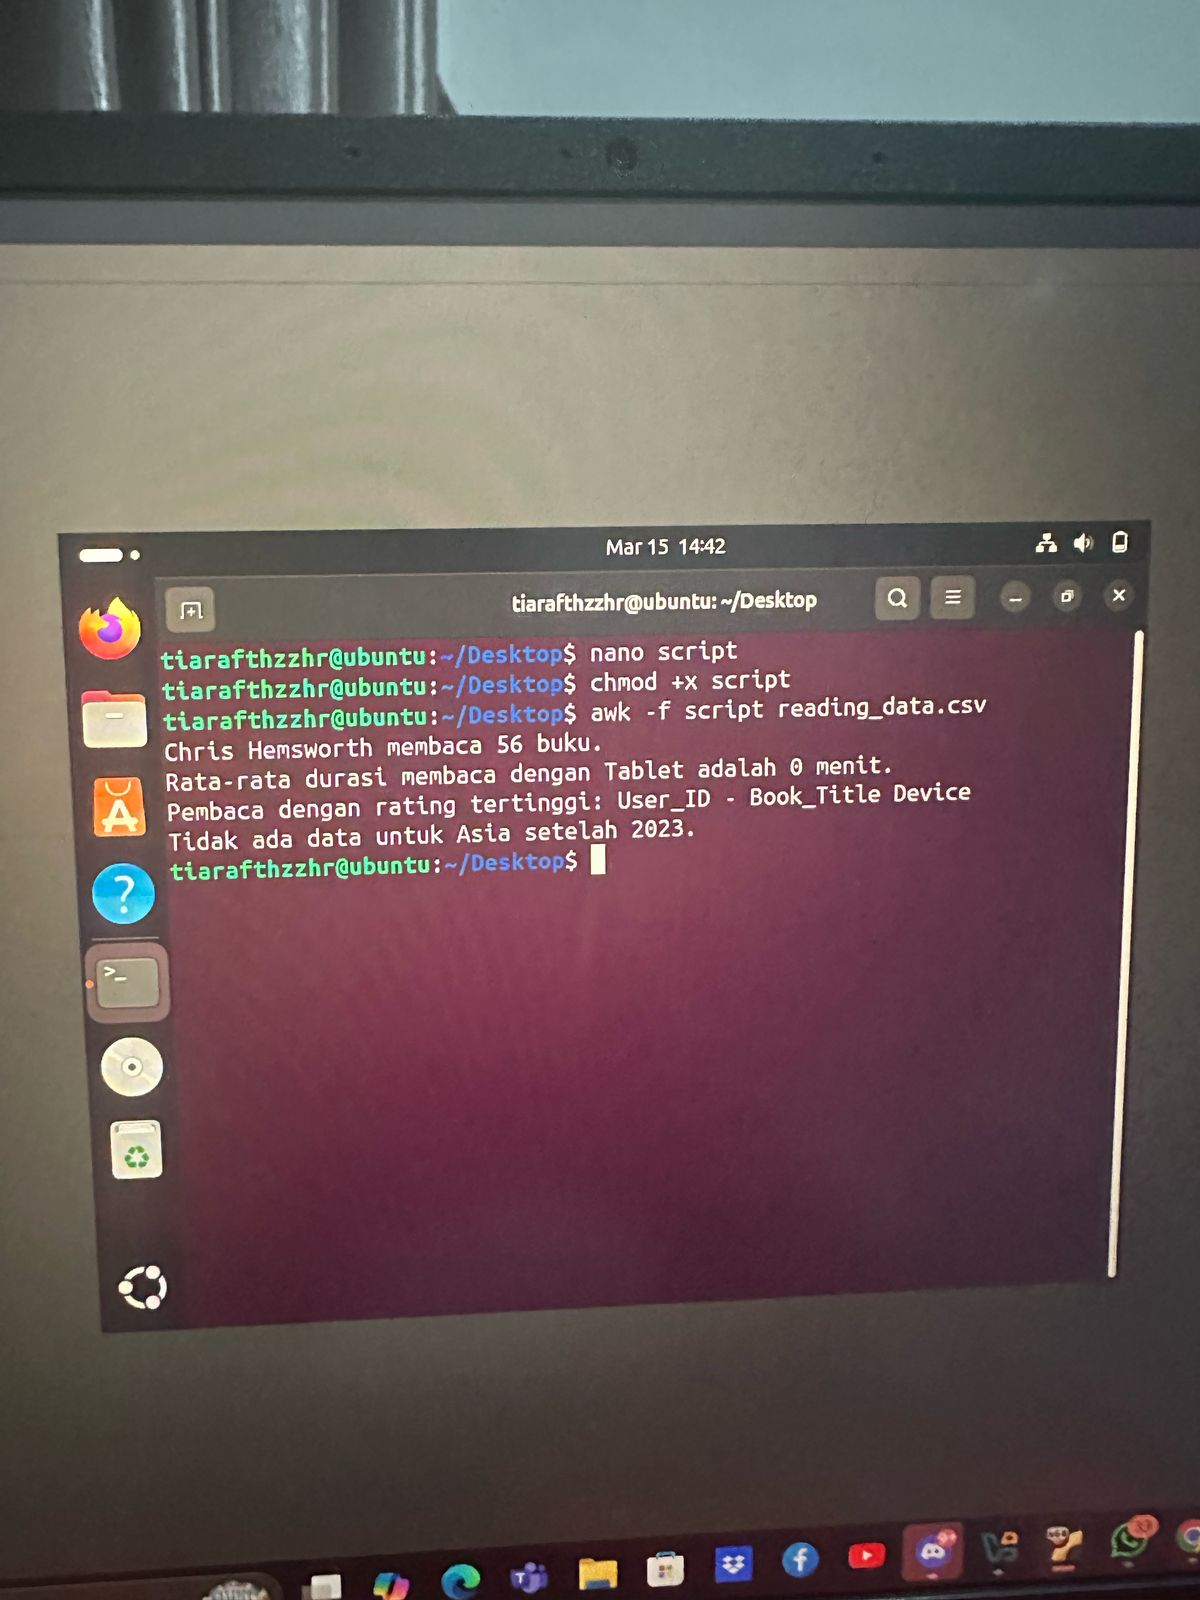 Mar 15 14:42
tiarafthzzhr@ubuntu: ~/Desktop
tiarafthzzhr@ubuntu:~/Desktop$ nano script
tiarafthzzhr@ubuntu:~/Desktop$ chmod +x script
tiarafthzzhr@ubuntu:~/Desktop$ awk -f script reading_data.csv
Chris Hemsworth membaca 56 buku.
Rata-rata durasi membaca dengan Tablet adalah 0 menit.
Pembaca dengan rating tertinggi: User_ID - Book_Title Device
Tidak ada data untuk Asia setelah 2023.
tiarafthzzhr@ubuntu:~/Desktop$